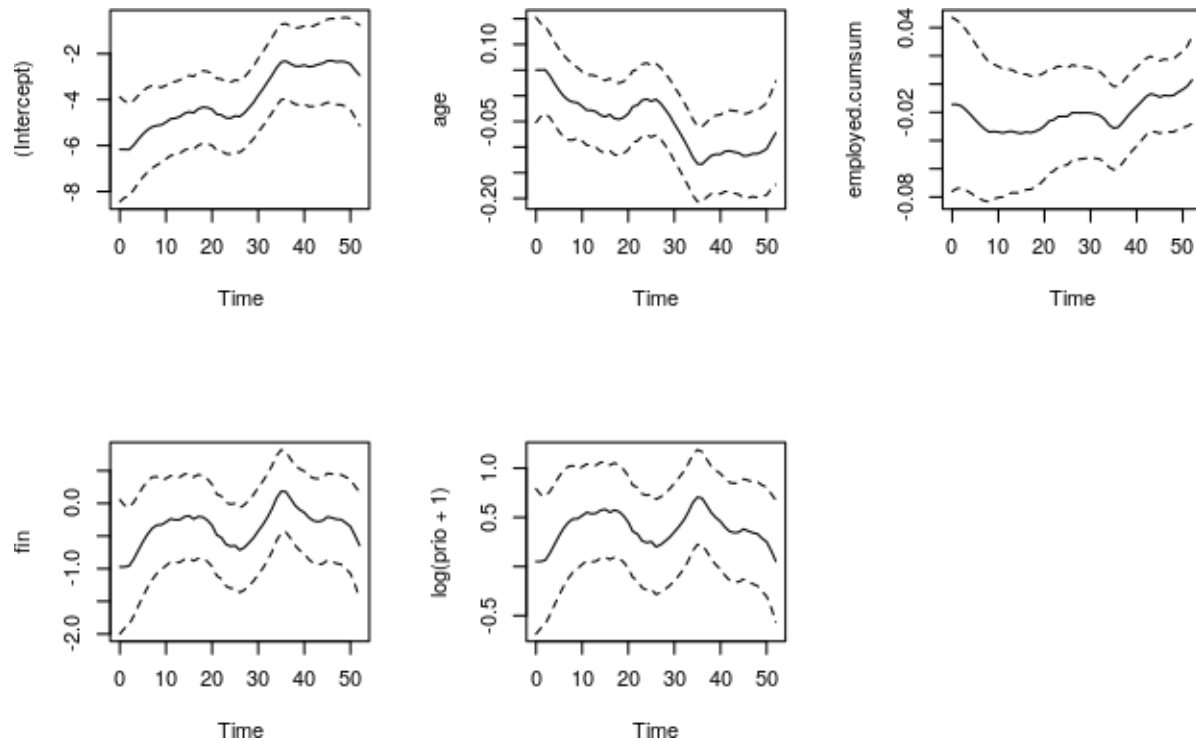 (Intercept)
-2
-4
-6
-8
0 10 20 30 40 50
Time
age
0.10
-0.05
-0.20
0 10 20 30 40 50
Time
employed.cumsum
0.04
-0.02
-0.08
0 10 20 30 40 50
Time
fin
0.0
-1.0
-2.0
0 10 20 30 40 50
Time
log(prio + 1)
1.0
0.5
-0.5
0 10 20 30 40 50
Time